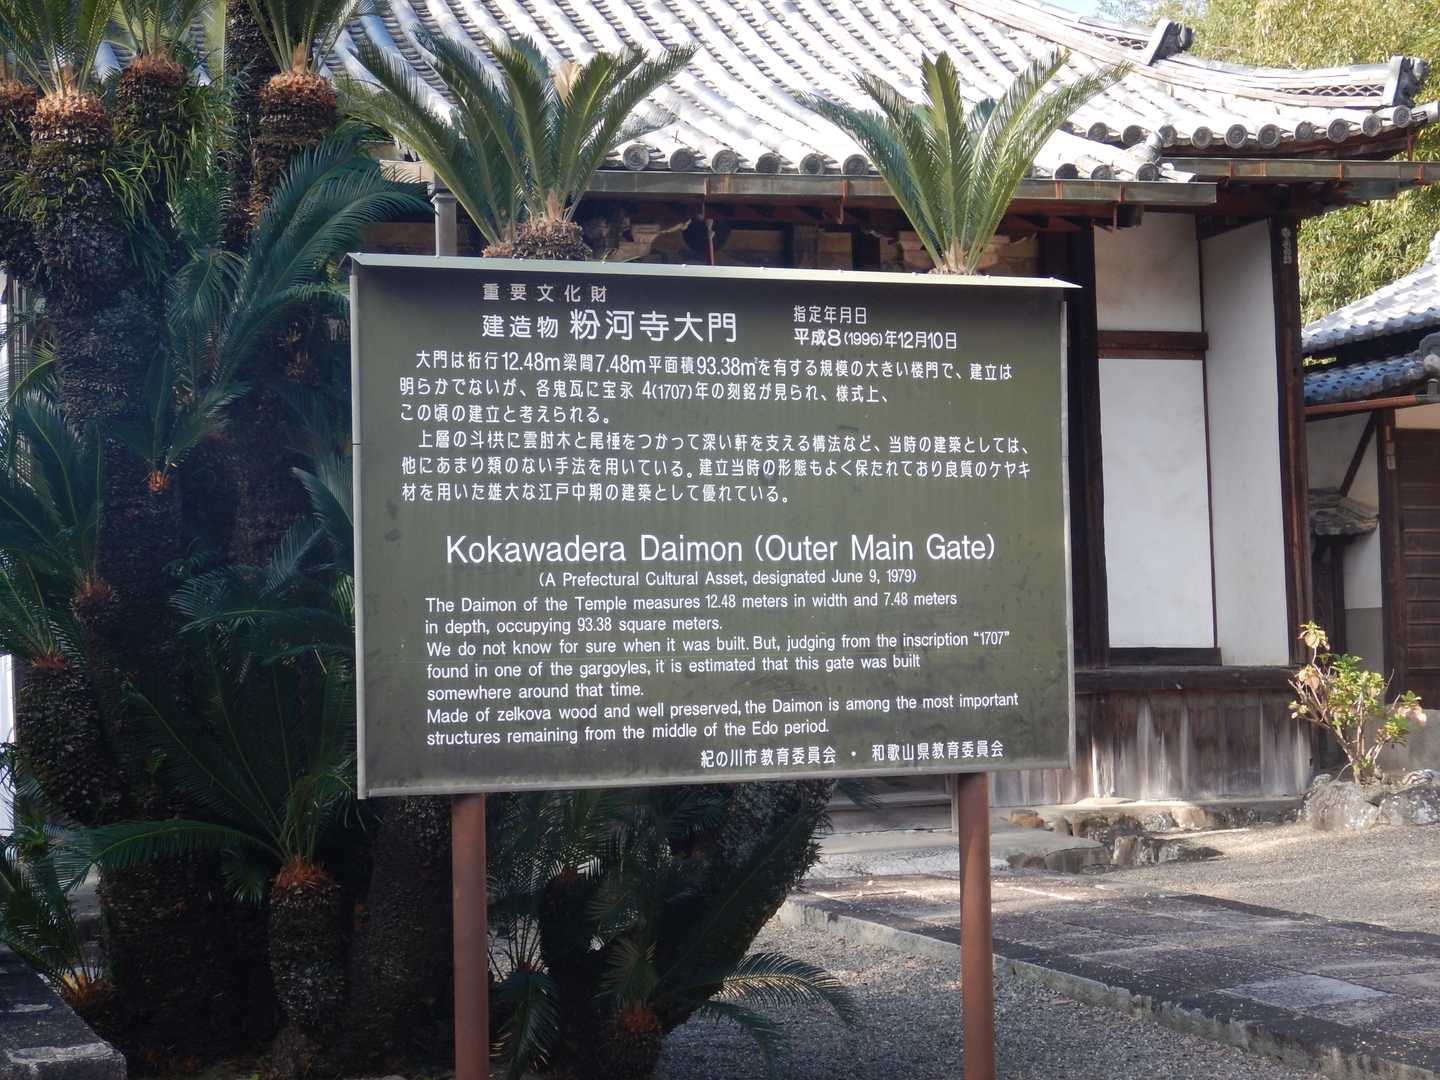 重要文化財
建造物 粉河寺大門
指定年月日
平成8(1996)年12月10日
大門は桁行12.48m梁間7.48m平面積93.38㎡を有する規模の大きい楼門で、建立は
明らかでないが、各鬼瓦に宝永 4(1707)年の刻銘が見られ、様式上、
この頃の建立と考えられる。
上層の斗栱に雲肘木と尾棰をつかって深い軒を支える構法など、当時の建築としては、
他にあまり類のない手法を用いている。建立当時の形態もよく保たれており良質のケヤキ
材を用いた雄大な江戸中期の建築として優れている。
Kokawadera Daimon (Outer Main Gate)
(A Prefectural Cultural Asset, designated June 9, 1979)
The Daimon of the Temple measures 12.48 meters in width and 7.48 meters
in depth, occupying 93.38 square meters.
We do not know for sure when it was built. But, judging from the inscription “1707”
found in one of the gargoyles, it is estimated that this gate was built
somewhere around that time.
Made of zelkova wood and well preserved, the Daimon is among the most important
structures remaining from the middle of the Edo period.
紀の川市教育委員会 ・ 和歌山県教育委員会